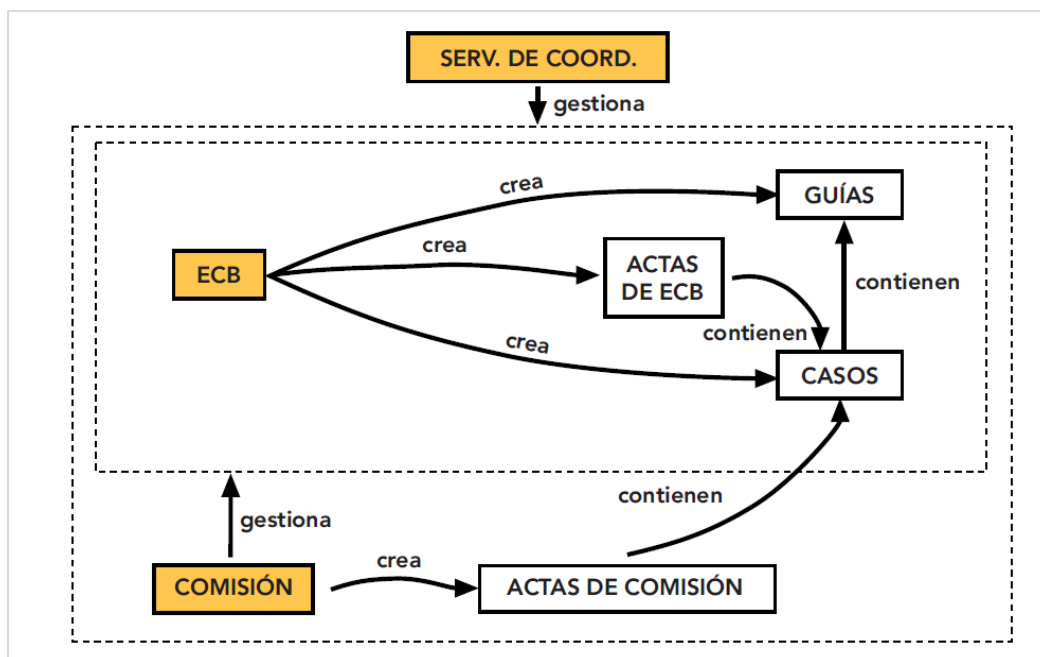 SERV. DE COORD.
gestiona
crea
GUÍAS
crea
ECB
ACTAS
DE ECB
contienen
contienen
crea
CASOS
contienen
gestiona
crea
COMISIÓN
ACTAS DE COMISIÓN